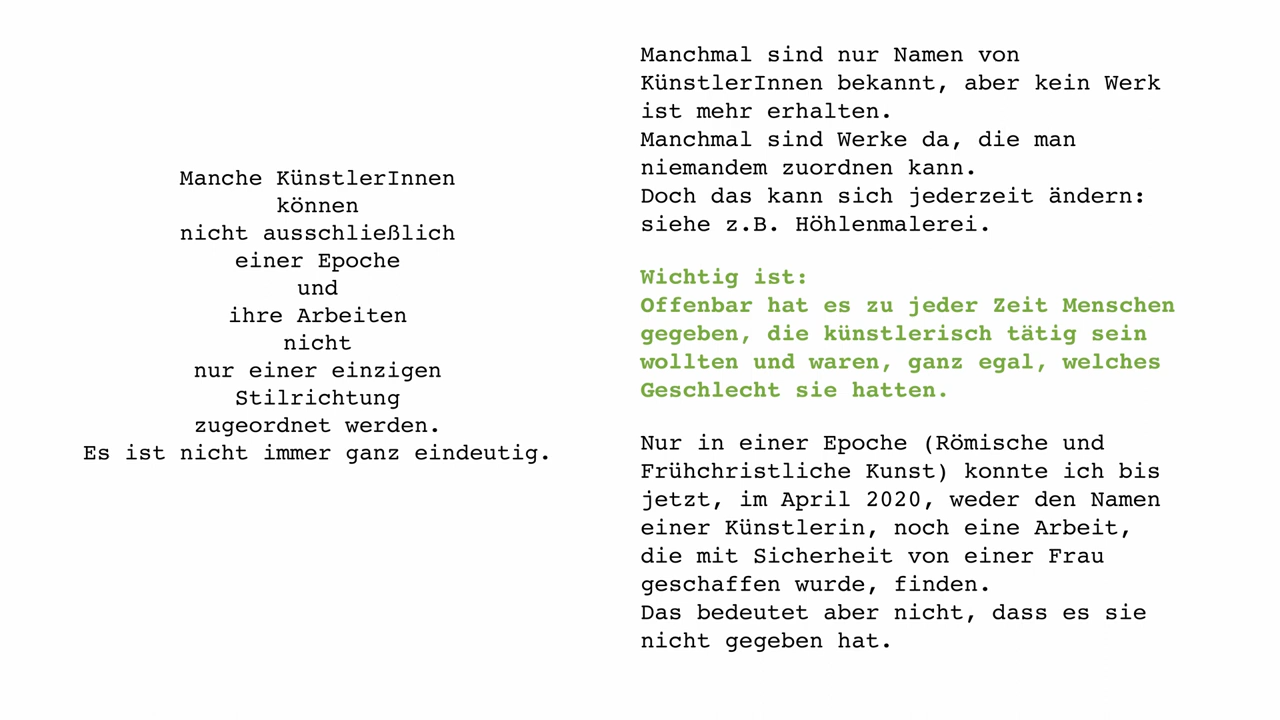 Manche KünstlerInnen
können
nicht ausschließlich
einer Epoche
und
ihre Arbeiten
nicht
nur einer einzigen
Stilrichtung
zugeordnet werden.
Es ist nicht immer ganz eindeutig.
Manchmal sind nur Namen von
KünstlerInnen bekannt, aber kein Werk
ist mehr erhalten.
Manchmal sind Werke da, die man
niemandem zuordnen kann.
Doch das kann sich jederzeit ändern:
siehe z.B. Höhlenmalerei.
Wichtig ist:
Offenbar hat es zu jeder Zeit Menschen
gegeben, die künstlerisch tätig sein
wollten und waren, ganz egal, welches
Geschlecht sie hatten.
Nur in einer Epoche (Römische und
Frühchristliche Kunst) konnte ich bis
jetzt, im April 2020, weder den Namen
einer Künstlerin, noch eine Arbeit,
die mit Sicherheit von einer Frau
geschaffen wurde, finden.
Das bedeutet aber nicht, dass es sie
nicht gegeben hat.